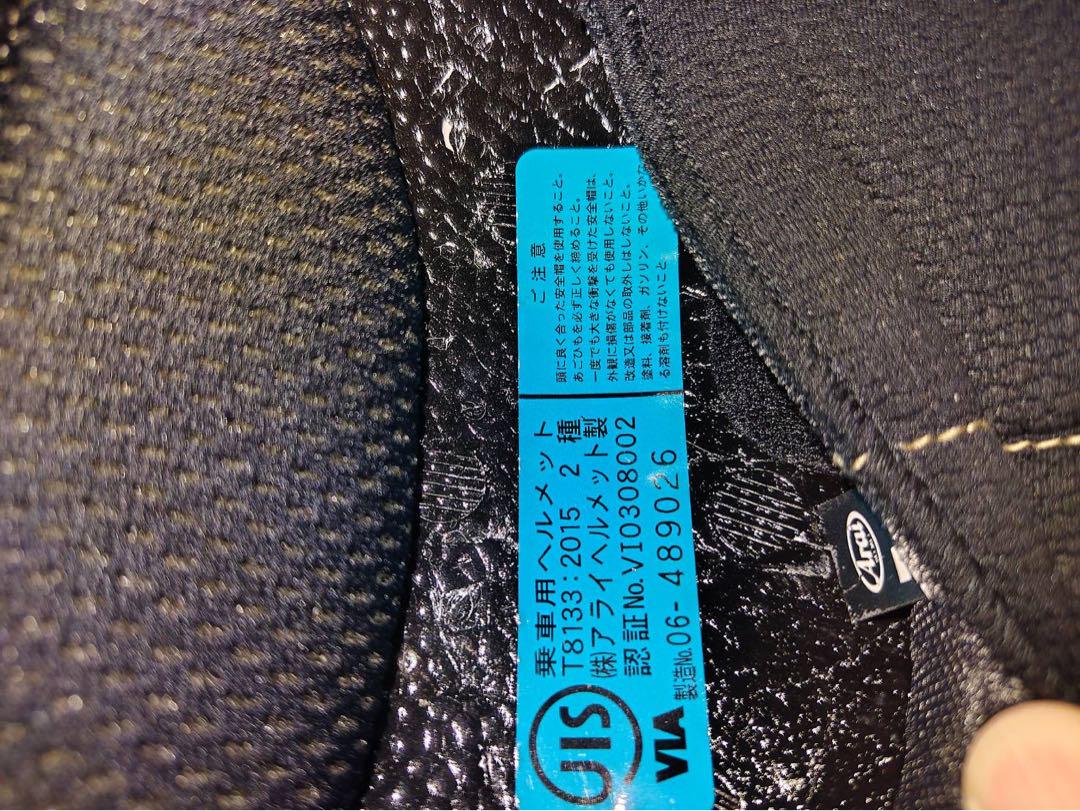 JIS
VIA
乗車用ヘルメット
T8133:2015 2種
(株)アライヘルメット製
認証No.VI0308002
製造No.06-489026
ご注意
頭に良く合った安全帽を使用すること。
あごひもを必ず正しく締めること。
一度でも大きな衝撃を受けた安全帽は、
外観に損傷がなくても使用しないこと。
改造又は部品の取外しはしないこと。
塗料、接着剤、ガソリン、その他いかな
る溶剤も付けないこと。
Arai